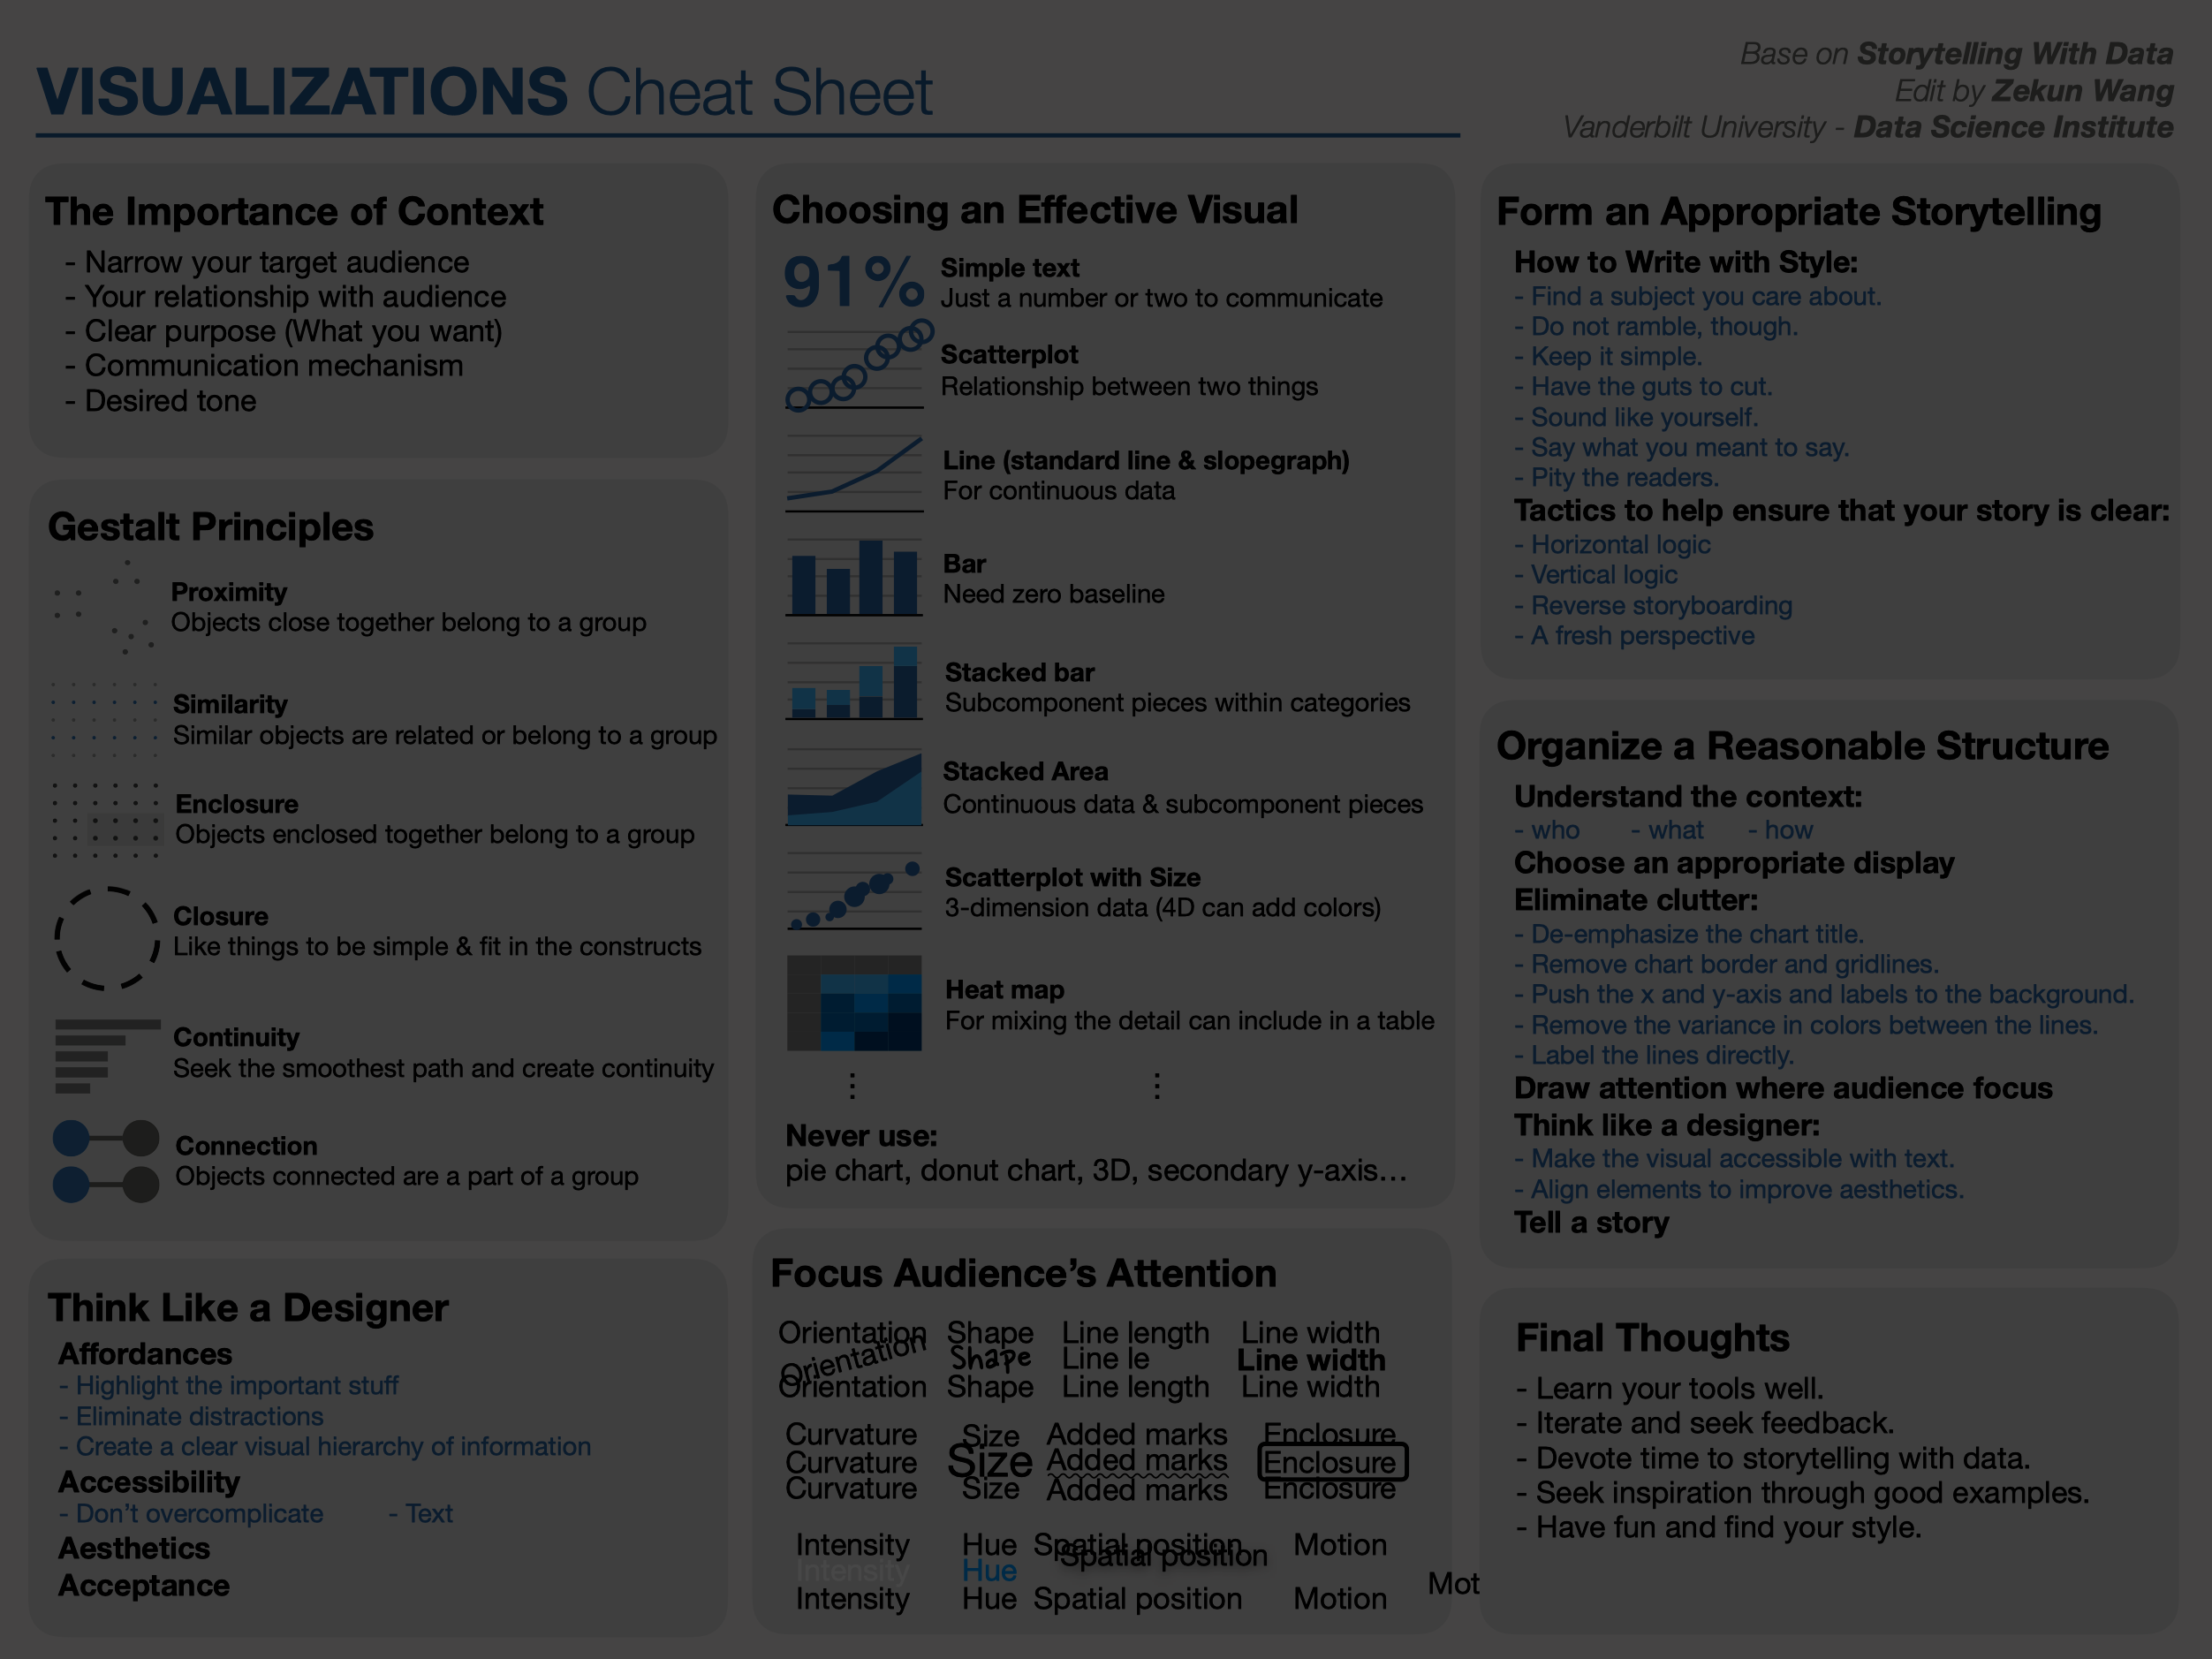 VISUALIZATIONS Cheat Sheet
Base on Storytelling With Data
Edit by Zekun Wang
Vanderbilt University - Data Science Institute
The Importance of Context
- Narrow your target audience
- Your relationship with audience
- Clear purpose (What you want)
- Communication mechanism
- Desired tone
Gestalt Principles
Proximity
Objects close together belong to a group
Similarity
Similar objects are related or belong to a group
Enclosure
Objects enclosed together belong to a group
Closure
Like things to be simple & fit in the constructs
Continuity
Seek the smoothest path and create continuity
Connection
Objects connected are a part of a group
Think Like a Designer
Affordances
- Highlight the important stuff
- Eliminate distractions
- Create a clear visual hierarchy of information
Accessibility
- Don't overcomplicate - Text
Aesthetics
Acceptance
Choosing an Effective Visual
91%
Simple text
Just a number or two to communicate
Scatterplot
Relationship between two things
Line (standard line & slopegraph)
For continuous data
Bar
Need zero baseline
Stacked bar
Subcomponent pieces within categories
Stacked Area
Continuous data & subcomponent pieces
Scatterplot with Size
3-dimension data (4D can add colors)
Heat map
For mixing the detail can include in a table
Never use:
pie chart, donut chart, 3D, secondary y-axis...
Focus Audience's Attention
Orientation Shape Line length Line width
Orientation Shape Line le Line width
Orientation Shape Line length Line width
Curvature Size Added marks Enclosure
Curvature Size Added marks Enclosure
Curvature Size Added marks Enclosure
Intensity Hue Spatial position Motion
Intensity Hue Spatial position Mot
Intensity Hue Spatial position Motion
Form an Appropriate Storytelling
How to Write with Style:
- Find a subject you care about.
- Do not ramble, though.
- Keep it simple.
- Have the guts to cut.
- Sound like yourself.
- Say what you meant to say.
- Pity the readers.
Tactics to help ensure that your story is clear:
- Horizontal logic
- Vertical logic
- Reverse storyboarding
- A fresh perspective
Organize a Reasonable Structure
Understand the context:
- who - what - how
Choose an appropriate display
Eliminate clutter:
- De-emphasize the chart title.
- Remove chart border and gridlines.
- Push the x and y-axis and labels to the background.
- Remove the variance in colors between the lines.
- Label the lines directly.
Draw attention where audience focus
Think like a designer:
- Make the visual accessible with text.
- Align elements to improve aesthetics.
Tell a story
Final Thoughts
- Learn your tools well.
- Iterate and seek feedback.
- Devote time to storytelling with data.
- Seek inspiration through good examples.
- Have fun and find your style.